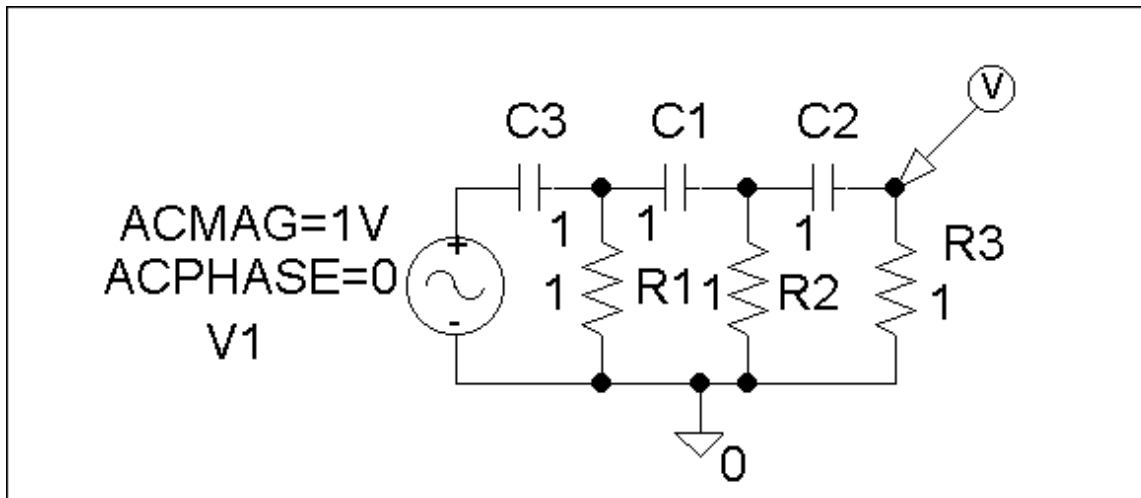 V
C3 C1 C2
ACMAG=1V
ACPHASE=0
V1
+
-
1 1 1
1 R1 1 R2 1 R3
0